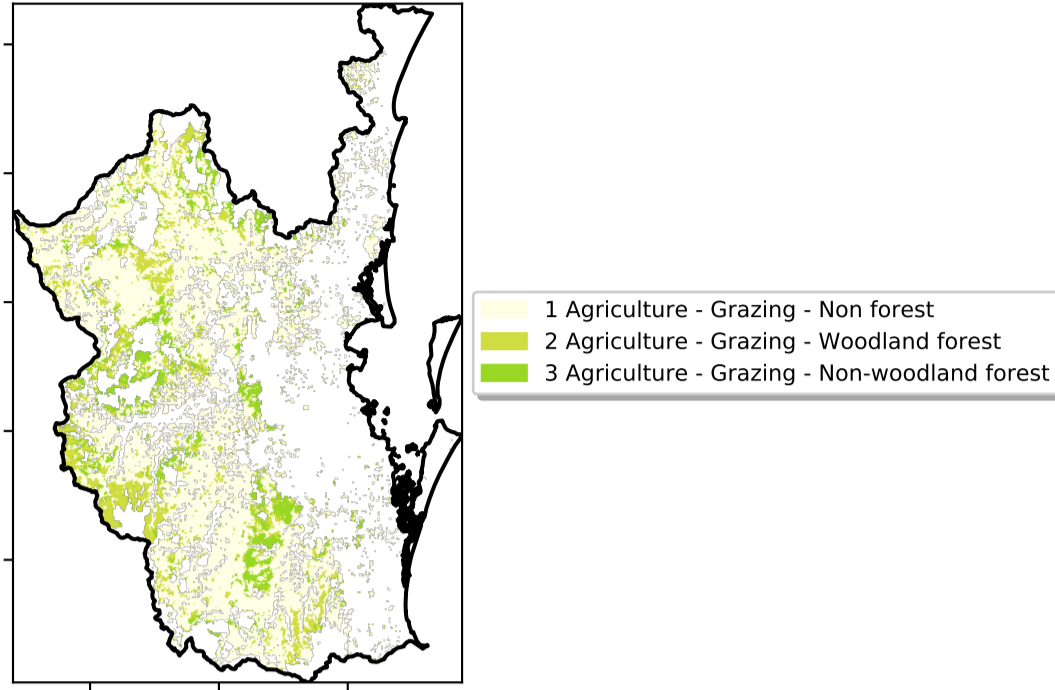 1 Agriculture - Grazing - Non forest
2 Agriculture - Grazing - Woodland forest
3 Agriculture - Grazing - Non-woodland forest